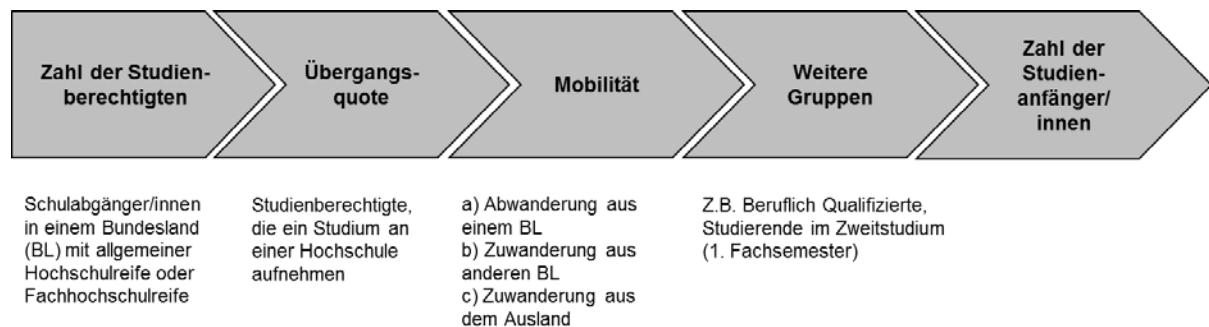 Zahl der Studien-
berechtigten
Übergangs-
quote
Mobilität
Weitere
Gruppen
Zahl der
Studien-
anfänger/
innen
Schulabgänger/innen
in einem Bundesland
(BL) mit allgemeiner
Hochschulreife oder
Fachhochschulreife
Studienberechtigte,
die ein Studium an
einer Hochschule
aufnehmen
a) Abwanderung aus
einem BL
b) Zuwanderung aus
anderen BL
c) Zuwanderung aus
dem Ausland
Z.B. Beruflich Qualifizierte,
Studierende im Zweitstudium
(1. Fachsemester)